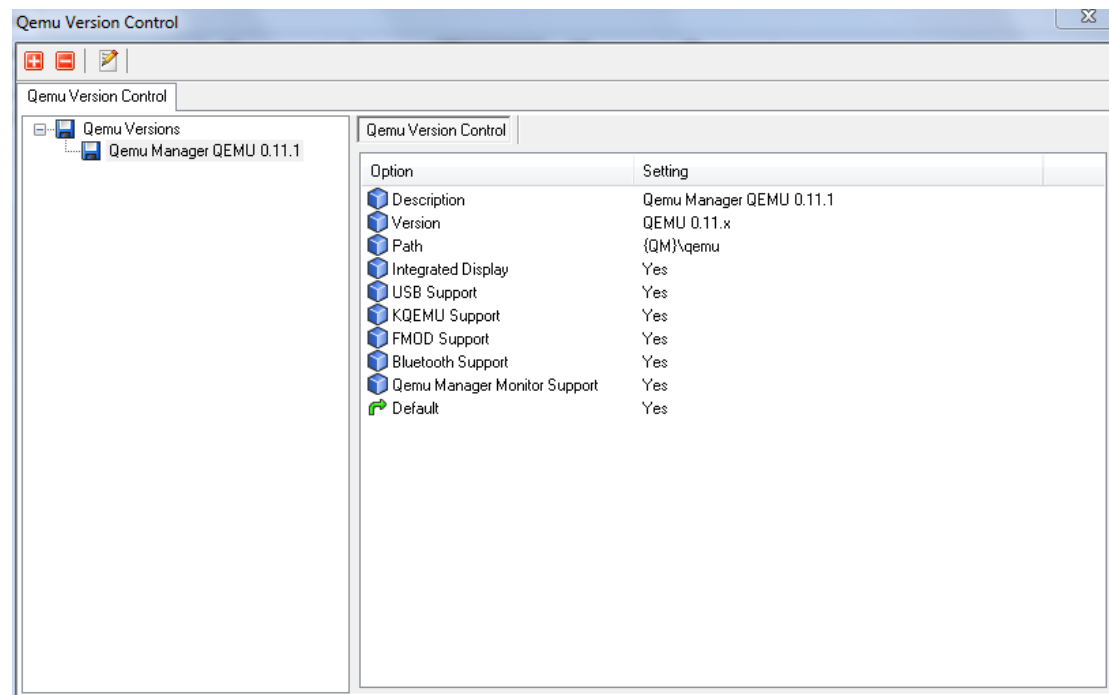 Qemu Version Control
Qemu Version Control
Qemu Versions
Qemu Manager QEMU 0.11.1
Qemu Version Control
Option Setting
Description Qemu Manager QEMU 0.11.1
Version QEMU 0.11.x
Path {QM}\qemu
Integrated Display Yes
USB Support Yes
KQEMU Support Yes
FMOD Support Yes
Bluetooth Support Yes
Qemu Manager Monitor Support Yes
Default Yes